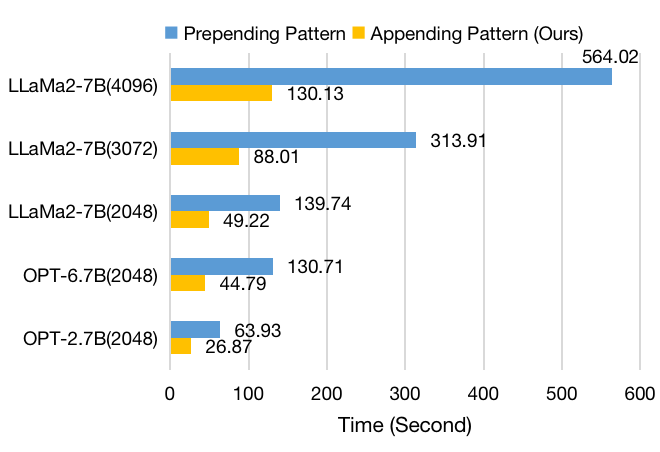 Prepending Pattern Appending Pattern (Ours)
564.02
LLaMa2-7B(4096)
130.13
LLaMa2-7B(3072)
313.91
88.01
LLaMa2-7B(2048)
139.74
49.22
OPT-6.7B(2048)
130.71
44.79
OPT-2.7B(2048)
63.93
26.87
0 100 200 300 400 500 600
Time (Second)